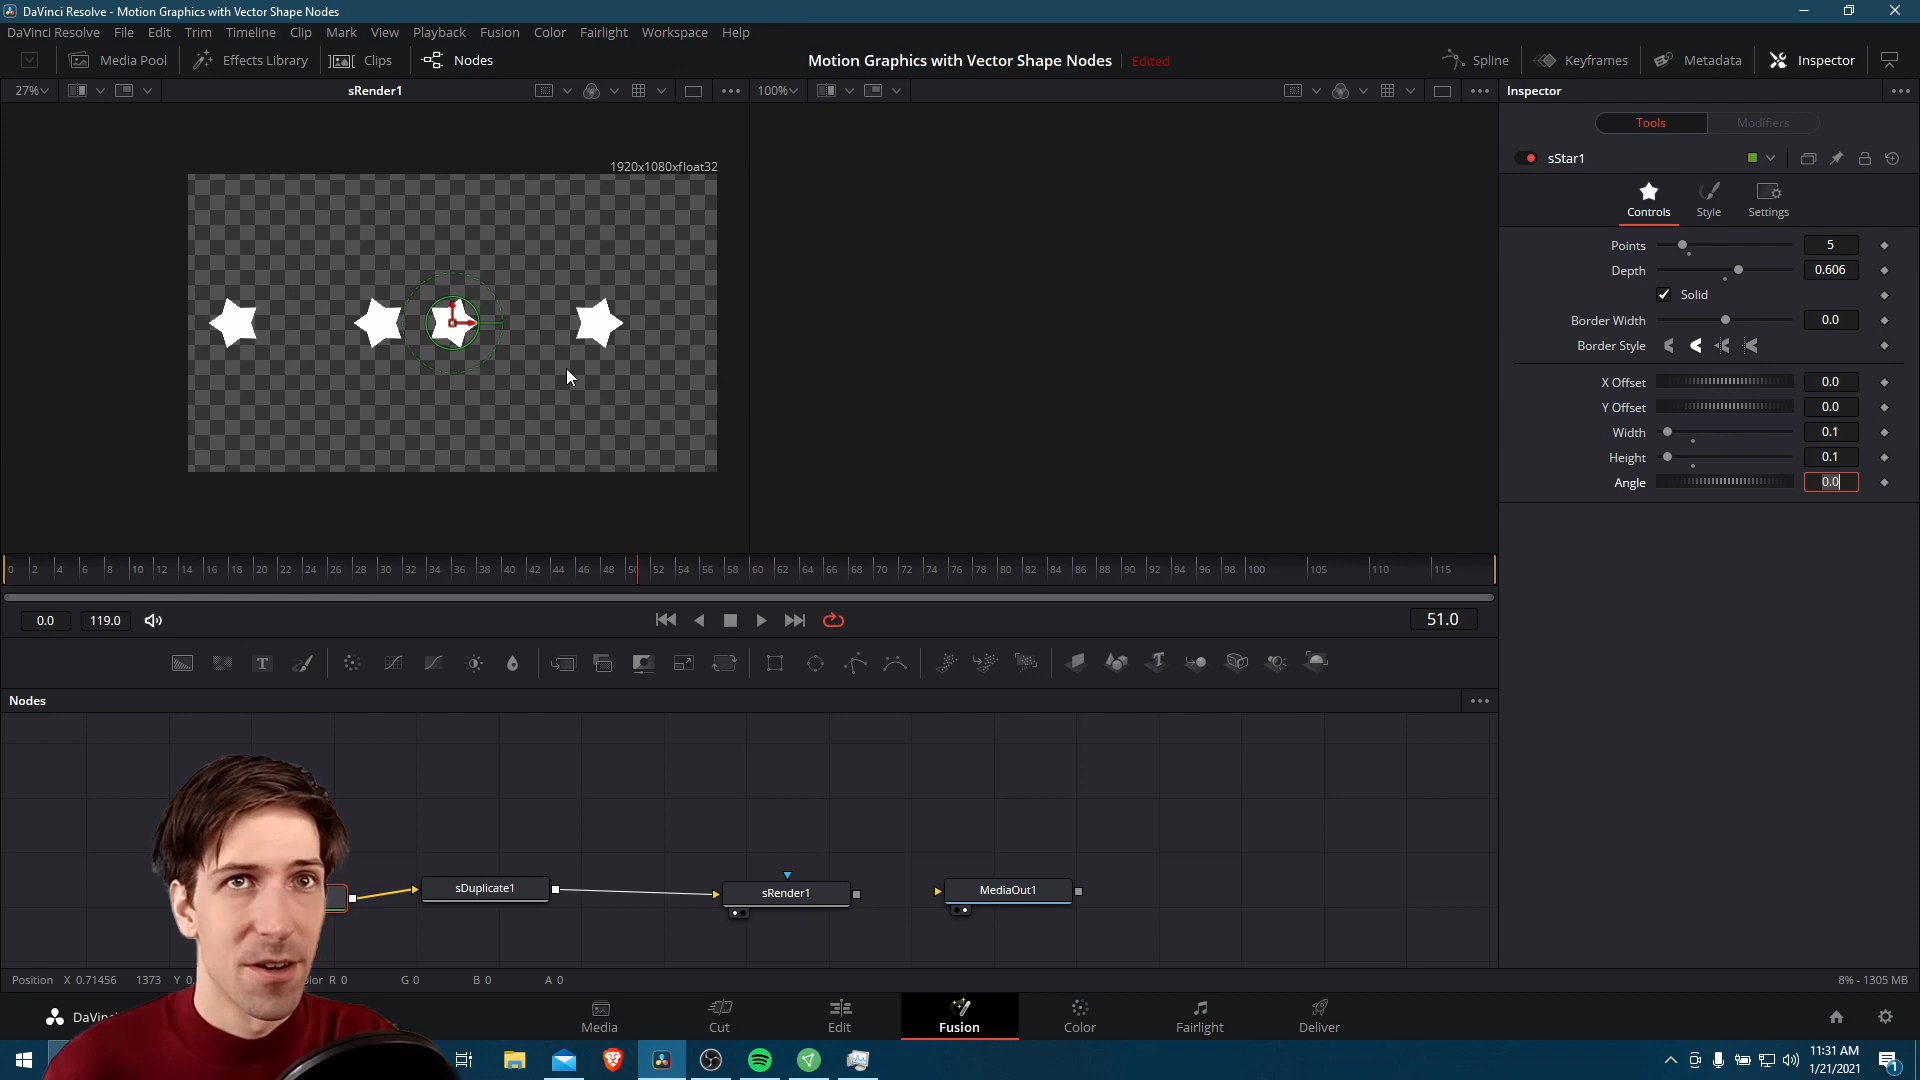 DaVinci Resolve - Motion Graphics with Vector Shape Nodes
DaVinci Resolve File Edit Trim Timeline Clip Mark View Playback Fusion Color Fairlight Workspace Help
Media Pool Effects Library Clips Nodes Motion Graphics with Vector Shape Nodes Edited Spline Keyframes Metadata Inspector
27% sRender1 100% Inspector
Tools Modifiers
sStar1
1920x1080xfloat32
Controls Style Settings
Points 5
Depth 0.606
Solid
Border Width 0.0
Border Style
X Offset 0.0
Y Offset 0.0
Width 0.1
Height 0.1
Angle 0.0
0 2 4 6 8 10 12 14 16 18 20 22 24 26 28 30 32 34 36 38 40 42 44 46 48 50 52 54 56 58 60 62 64 66 68 70 72 74 76 78 80 82 84 86 88 90 92 94 96 98 100 105 110 115
0.0 119.0 51.0
T
Nodes
sDuplicate1 sRender1 MediaOut1
Position X 0.71456 1373 Y 0. R 0 G 0 B 0 A 0 8% - 1305 MB
Media Cut Edit Fusion Color Fairlight Deliver
11:31 AM
1/21/2021
1